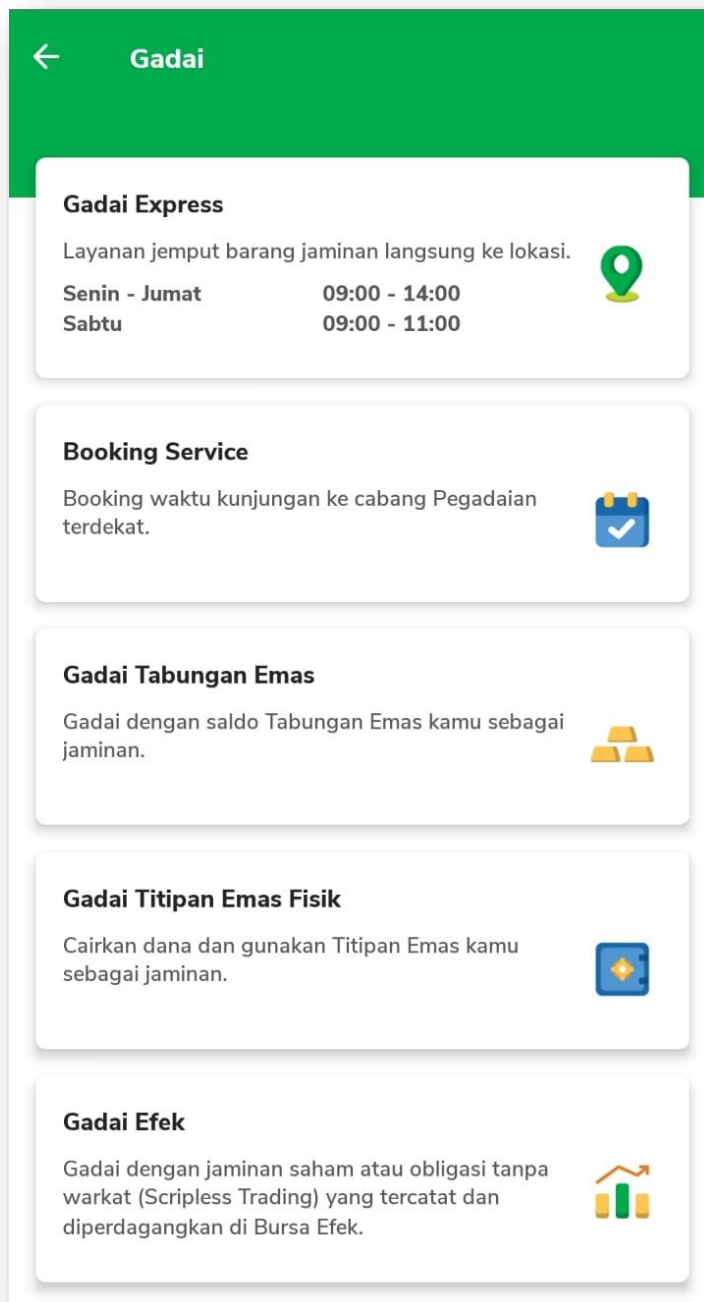 Gadai
Gadai Express
Layanan jemput barang jaminan langsung ke lokasi.
Senin - Jumat 09:00 - 14:00
Sabtu 09:00 - 11:00
Booking Service
Booking waktu kunjungan ke cabang Pegadaian
terdekat.
Gadai Tabungan Emas
Gadai dengan saldo Tabungan Emas kamu sebagai
jaminan.
Gadai Titipan Emas Fisik
Cairkan dana dan gunakan Titipan Emas kamu
sebagai jaminan.
Gadai Efek
Gadai dengan jaminan saham atau obligasi tanpa
warkat (Scripless Trading) yang tercatat dan
diperdagangkan di Bursa Efek.